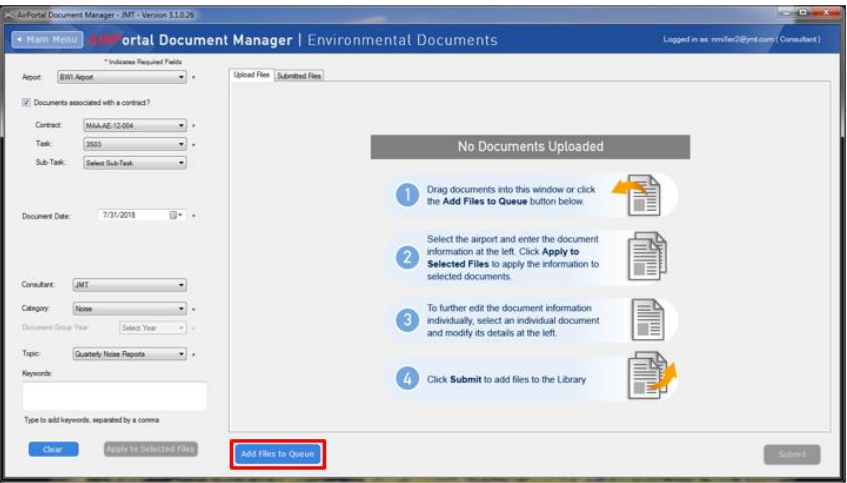 AirPortal Document Manager - JMT - Version 3.1.0.26
Main Menu
AIRPortal Document Manager | Environmental Documents
Logged in as: nmiller2@jmt.com ( Consultant )
* Indicates Required Fields
Airport: BWI Airport *
Documents associated with a contract?
Contract: MAA-AE-12-004 *
Task: 3503 *
Sub-Task: Select Sub-Task
Document Date: 7/31/2018 *
Consultant: JMT
Category: Noise *
Document Group Year: Select Year *
Topic: Quarterly Noise Reports *
Keywords:
Type to add keywords, separated by a comma
Clear
Apply to Selected Files
Upload Files
Submitted Files
No Documents Uploaded
1
Drag documents into this window or click
the Add Files to Queue button below.
2
Select the airport and enter the document
information at the left. Click Apply to
Selected Files to apply the information to
selected documents.
3
To further edit the document information
individually, select an individual document
and modify its details at the left.
4
Click Submit to add files to the Library
Add Files to Queue
Submit